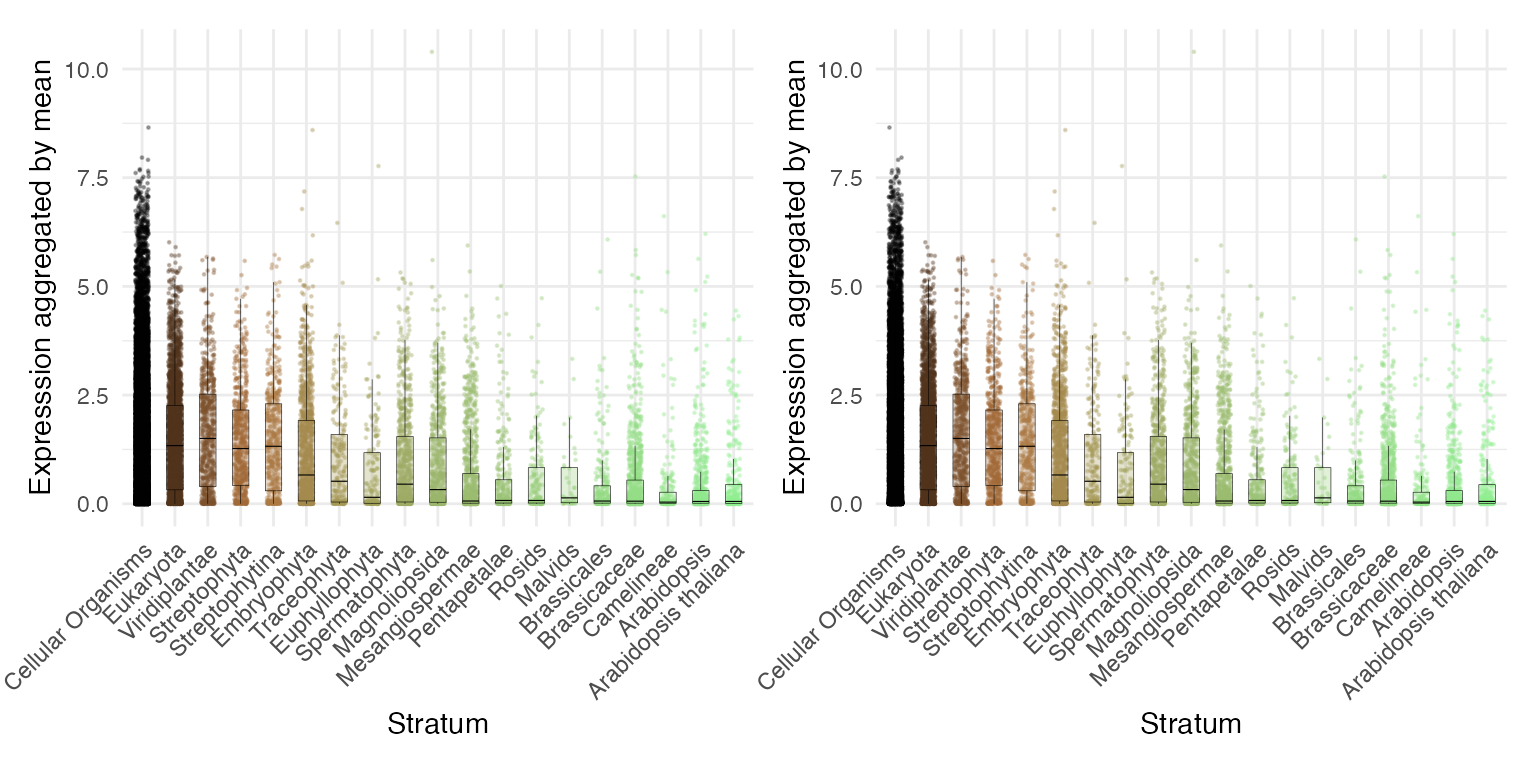 Expresssion aggregated by mean
10.0
7.5
5.0
2.5
0.0
Cellular Organisms
Eukaryota
Viridiplantae
Streptophyta
Streptophytina
Embryophyta
Traceophyta
Euphyllophyta
Spermatophyta
Magnoliopsida
Mesangiospermae
Pentapetalae
Rosids
Malvids
Brassicales
Brassicaceae
Camelineae
Arabidopsis
Arabidopsis thaliana
Stratum
Expresssion aggregated by mean
10.0
7.5
5.0
2.5
0.0
Cellular Organisms
Eukaryota
Viridiplantae
Streptophyta
Streptophytina
Embryophyta
Traceophyta
Euphyllophyta
Spermatophyta
Magnoliopsida
Mesangiospermae
Pentapetalae
Rosids
Malvids
Brassicales
Brassicaceae
Camelineae
Arabidopsis
Arabidopsis thaliana
Stratum